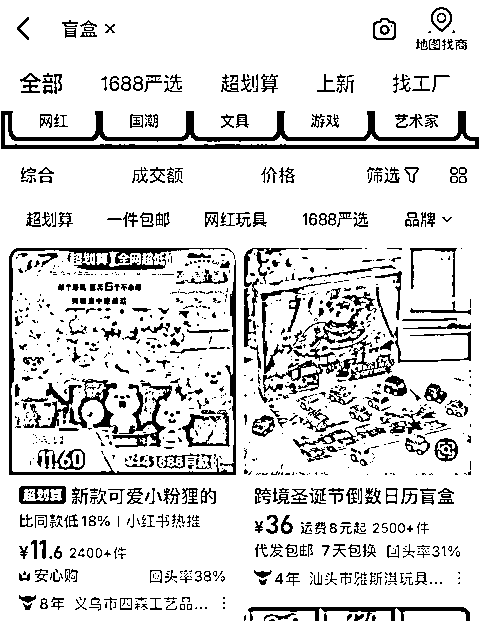 盲盒 ×
地图找商
全部 1688严选 超划算 上新 找工厂
网红 国潮 文具 游戏 艺术家
综合 成交额 价格 筛选
超划算 一件包邮 网红玩具 1688严选 品牌
超划算
11.60
超划算 新款可爱小粉狸的
比同款低18% 小红书热推
¥11.6 2400+件
安心购 回头率38%
8年 义乌市四森工艺品...
跨境圣诞节倒数日历盲盒
¥36 运费8元起 2500+件
代发包邮 7天包换 回头率31%
4年 汕头市雅斯淇玩具...